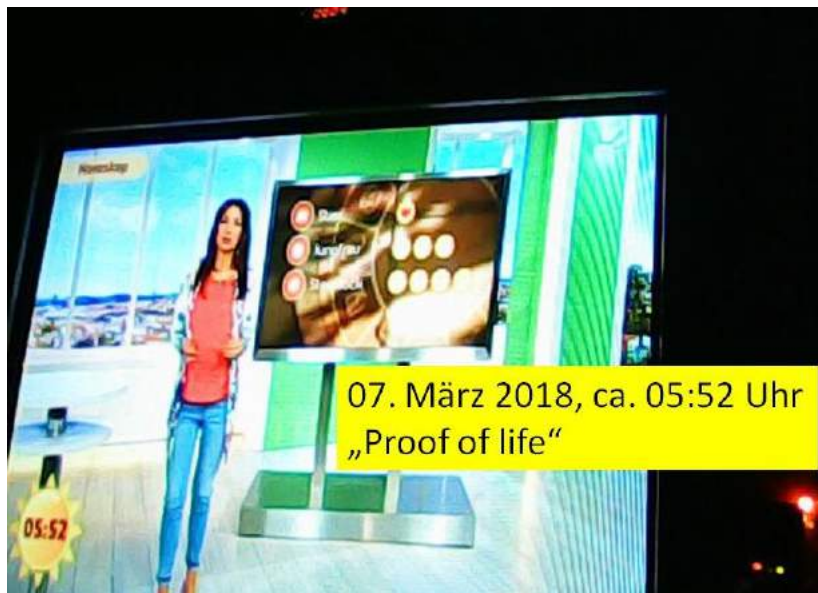 Horoskop
Stier
Jungfrau
Steinbock
07. März 2018, ca. 05:52 Uhr
„Proof of life“
05:52